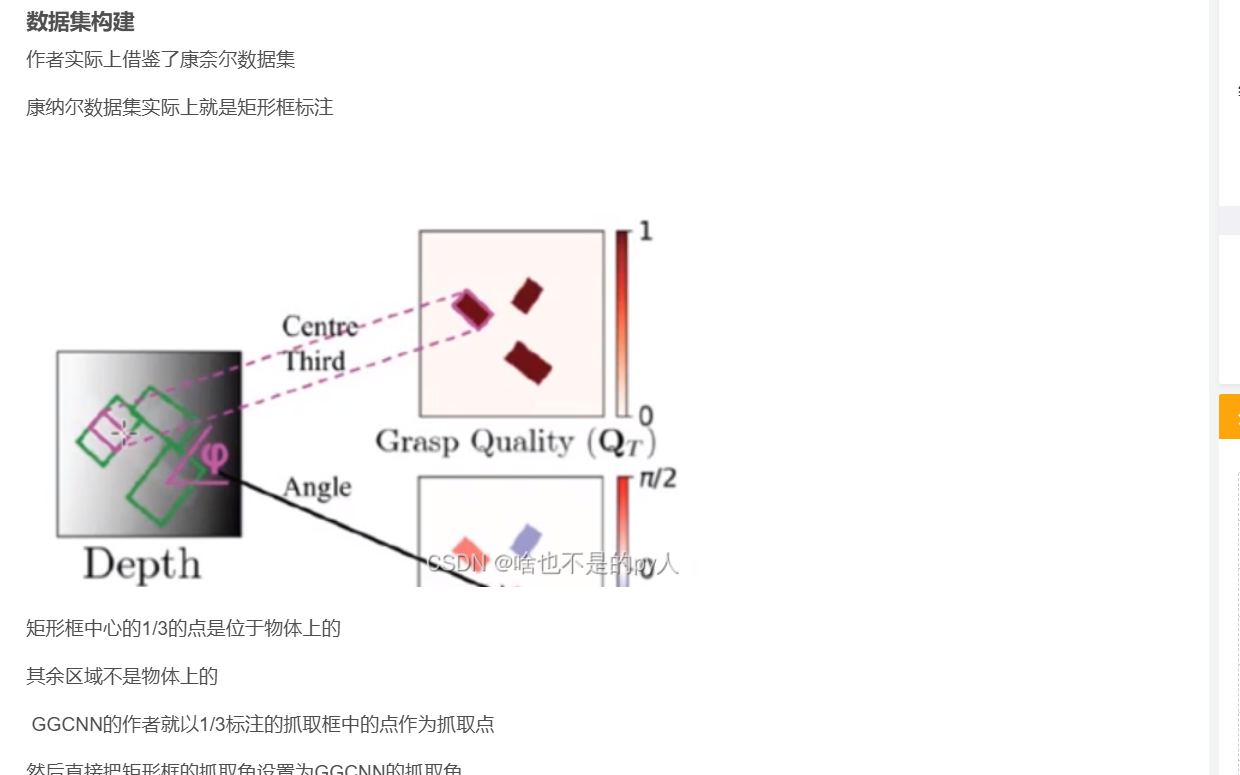 数据集构建
作者实际上借鉴了康奈尔数据集
康纳尔数据集实际上就是矩形框标注
1
Centre
Third
0
Grasp Quality (Q_T)
φ
π/2
Angle
CSDN @啥也不是的py人
0
Depth
矩形框中心的1/3的点是位于物体上的
其余区域不是物体上的
GGCNN的作者就以1/3标注的抓取框中的点作为抓取点
然后直接把矩形框的抓取角设置为GGCNN的抓取角